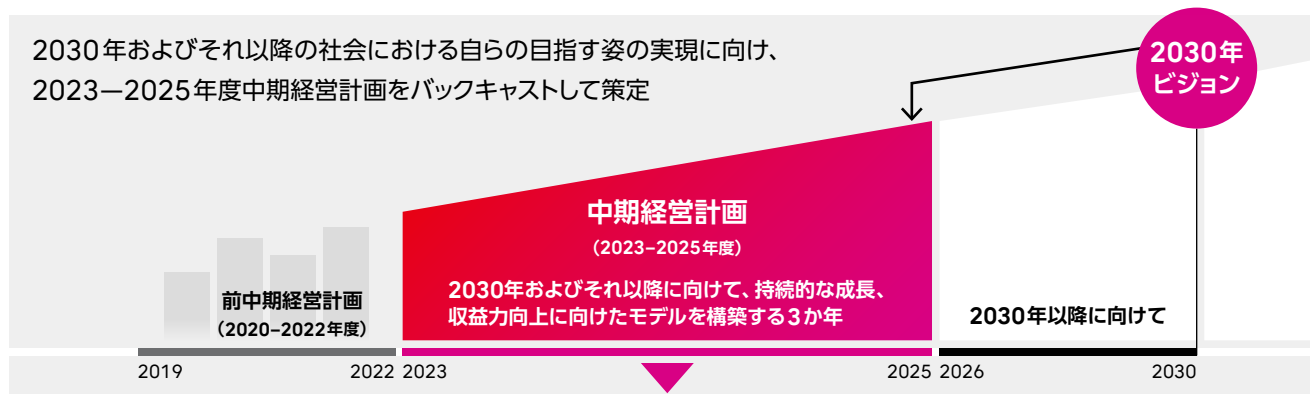 2030年およびそれ以降の社会における自らの目指す姿の実現に向け、
2023—2025年度中期経営計画をバックキャストして策定
2030年
ビジョン
中期経営計画
（2023–2025年度）
2030年およびそれ以降に向けて、持続的な成長、
収益力向上に向けたモデルを構築する3か年
前中期経営計画
（2020–2022年度）
2030年以降に向けて
2019 2022 2023 2025 2026 2030